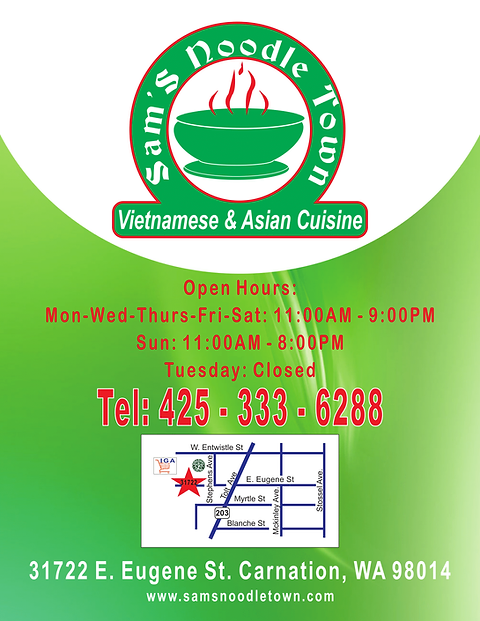 Sam's Noodle Town
Vietnamese & Asian Cuisine
Open Hours:
Mon-Wed-Thurs-Fri-Sat: 11:00AM - 9:00PM
Sun: 11:00AM - 8:00PM
Tuesday: Closed
Tel: 425 - 333 - 6288
W. Entwistle St
IGA
31722
Stephens Ave
Tolt Ave
E. Eugene St
Myrtle St
203
Blanche St
Mckinley Ave
Stossel Ave.
31722 E. Eugene St. Carnation, WA 98014
www.samsnoodletown.com